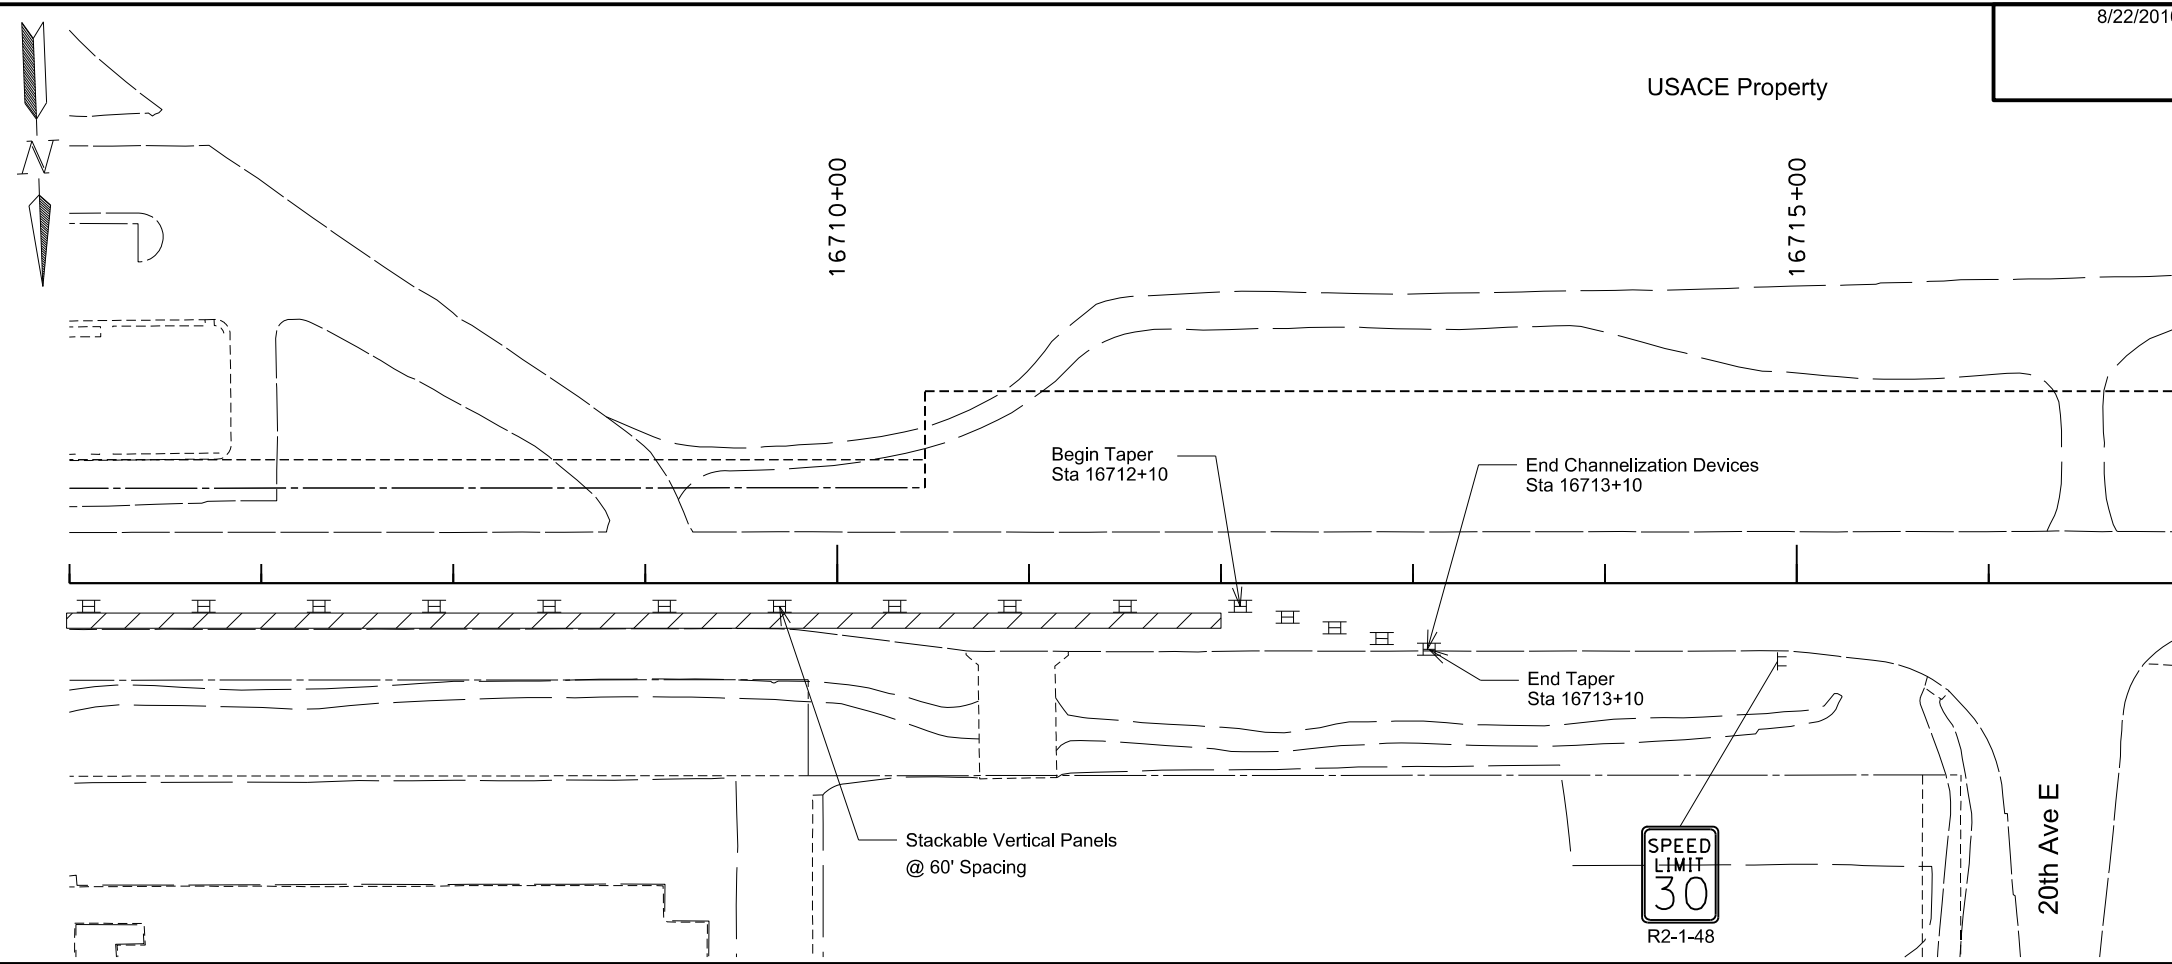 8/22/201
USACE Property
N
16710+00
16715+00
Begin Taper
Sta 16712+10
End Channelization Devices
Sta 16713+10
End Taper
Sta 16713+10
Stackable Vertical Panels
@ 60' Spacing
SPEED
LIMIT
30
R2-1-48
20th Ave E